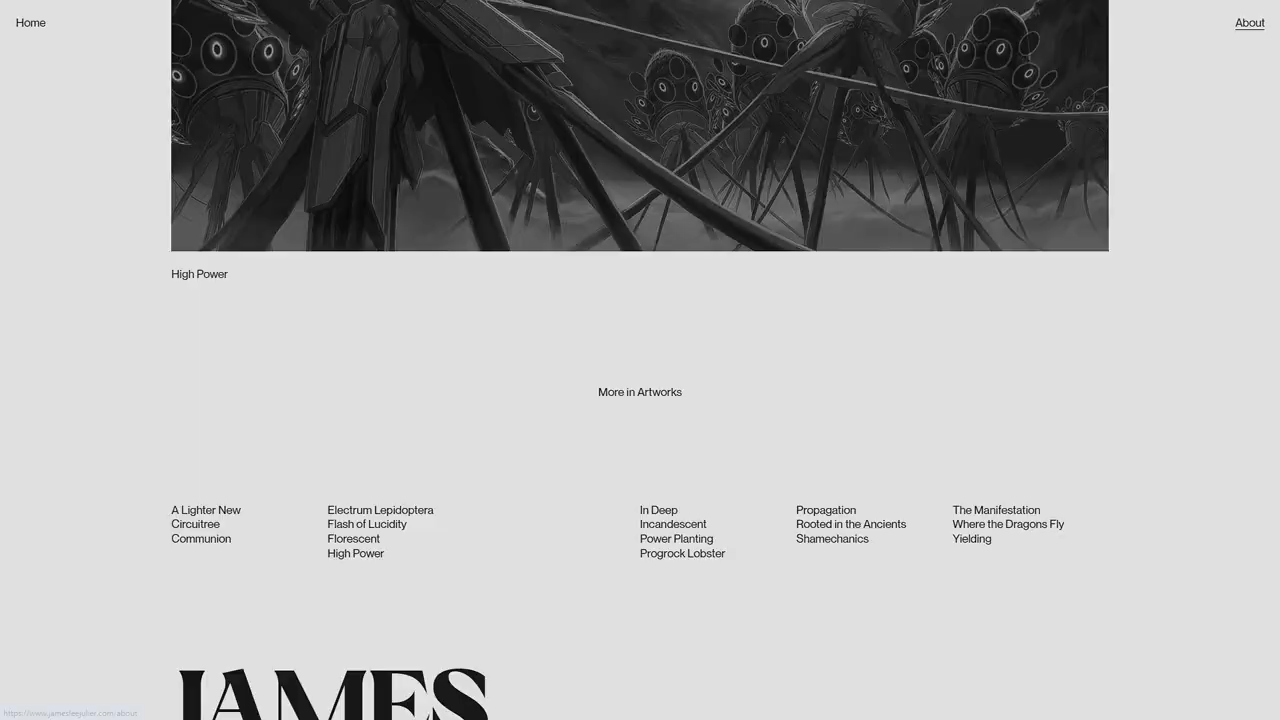 Home
About
High Power
More in Artworks
A Lighter New
Circuitree
Communion
Electrum Lepidoptera
Flash of Lucidity
Florescent
High Power
In Deep
Incandescent
Power Planting
Progrock Lobster
Propagation
Rooted in the Ancients
Shamechanics
The Manifestation
Where the Dragons Fly
Yielding
JAMES